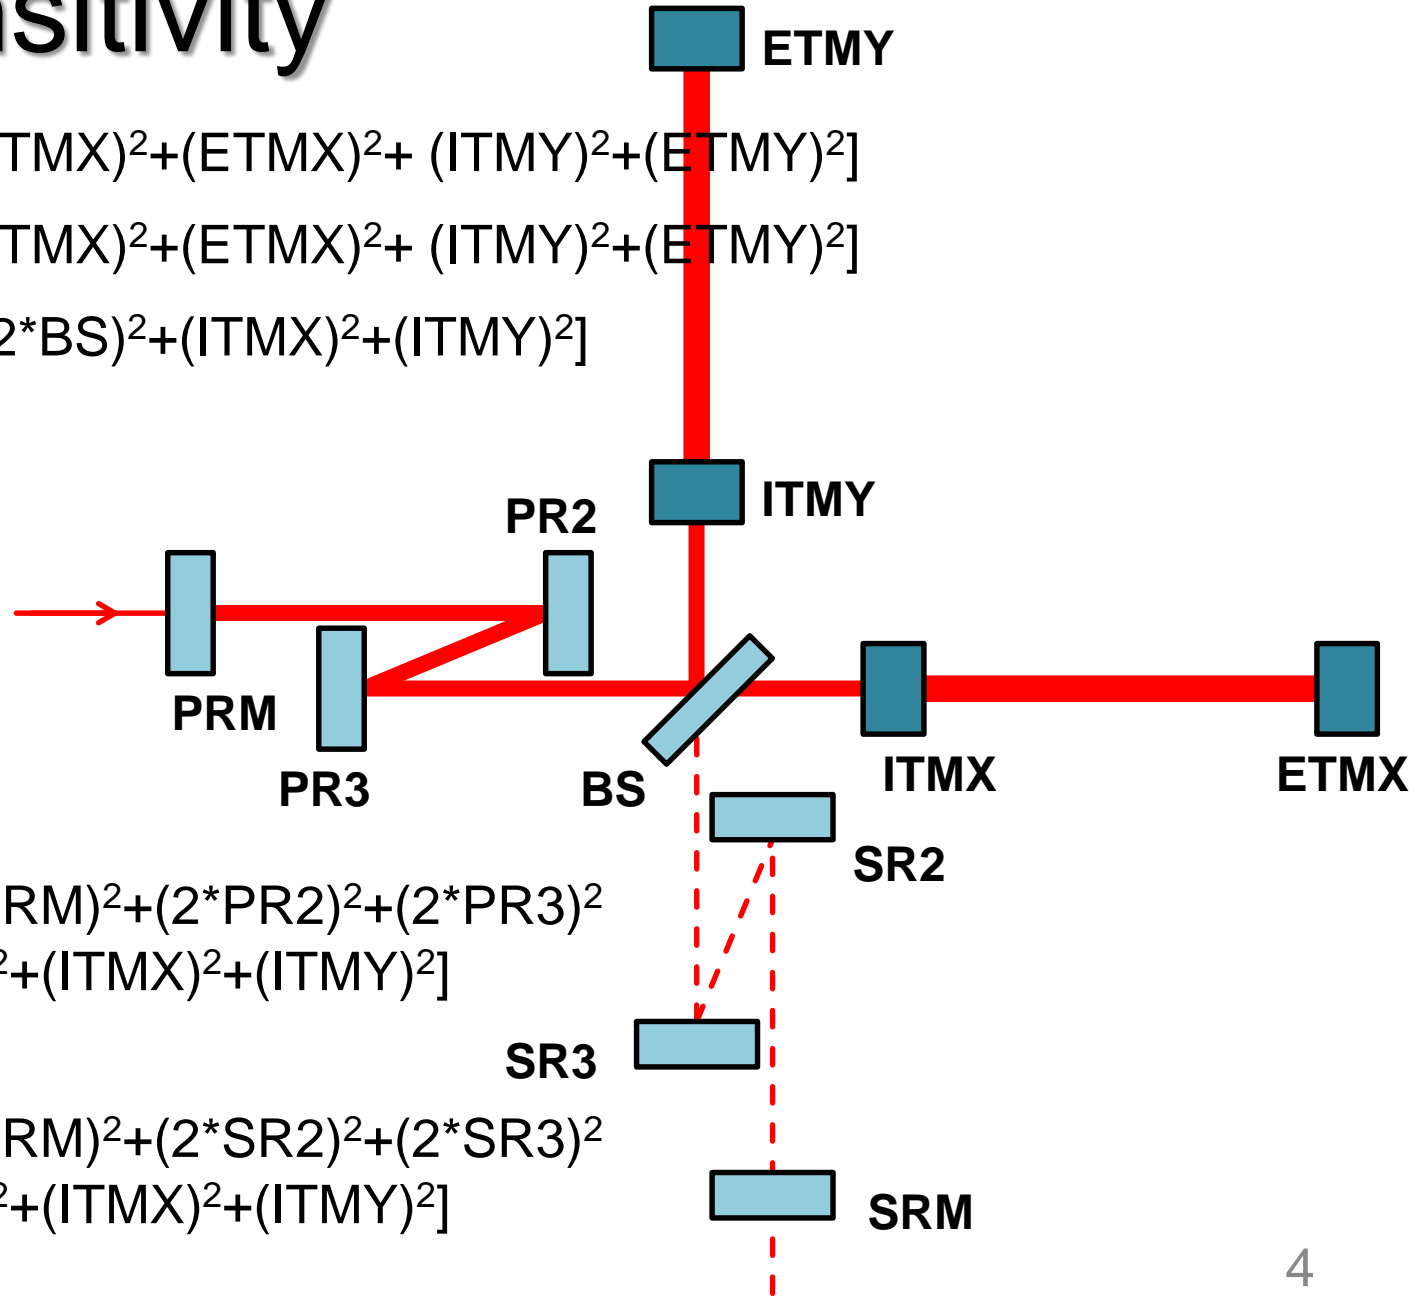 nsitivity
ETMY
TMX)²+(ETMX)²+ (ITMY)²+(ETMY)²]
TMX)²+(ETMX)²+ (ITMY)²+(ETMY)²]
2*BS)²+(ITMX)²+(ITMY)²]
ITMY
PR2
PRM
PR3
BS
ITMX
ETMX
SR2
RM)²+(2*PR2)²+(2*PR3)²
²+(ITMX)²+(ITMY)²]
SR3
RM)²+(2*SR2)²+(2*SR3)²
²+(ITMX)²+(ITMY)²]
SRM
4